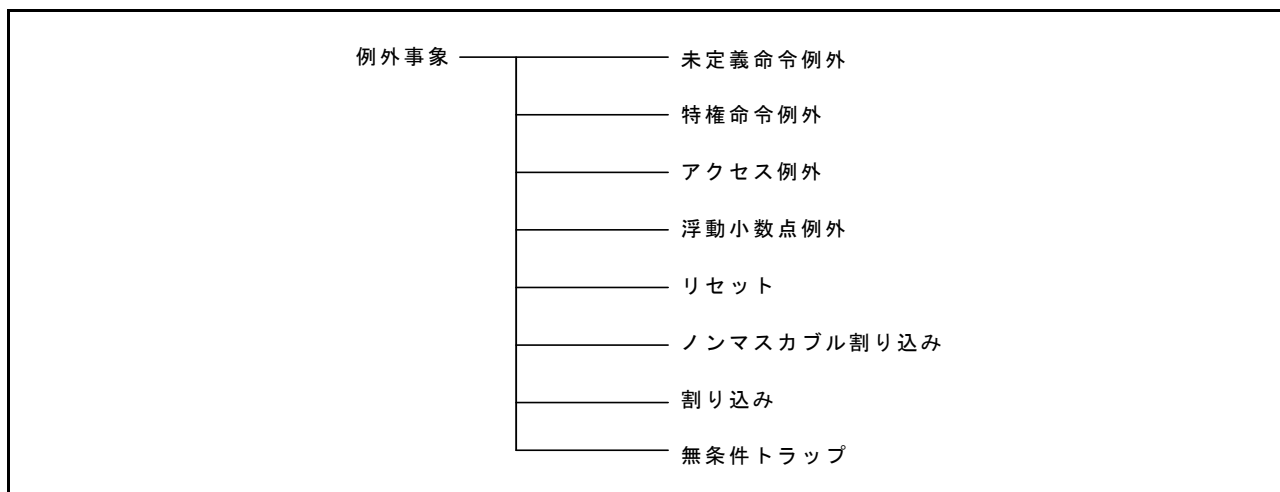 例外事象
未定義命令例外
特権命令例外
アクセス例外
浮動小数点例外
リセット
ノンマスカブル割り込み
割り込み
無条件トラップ